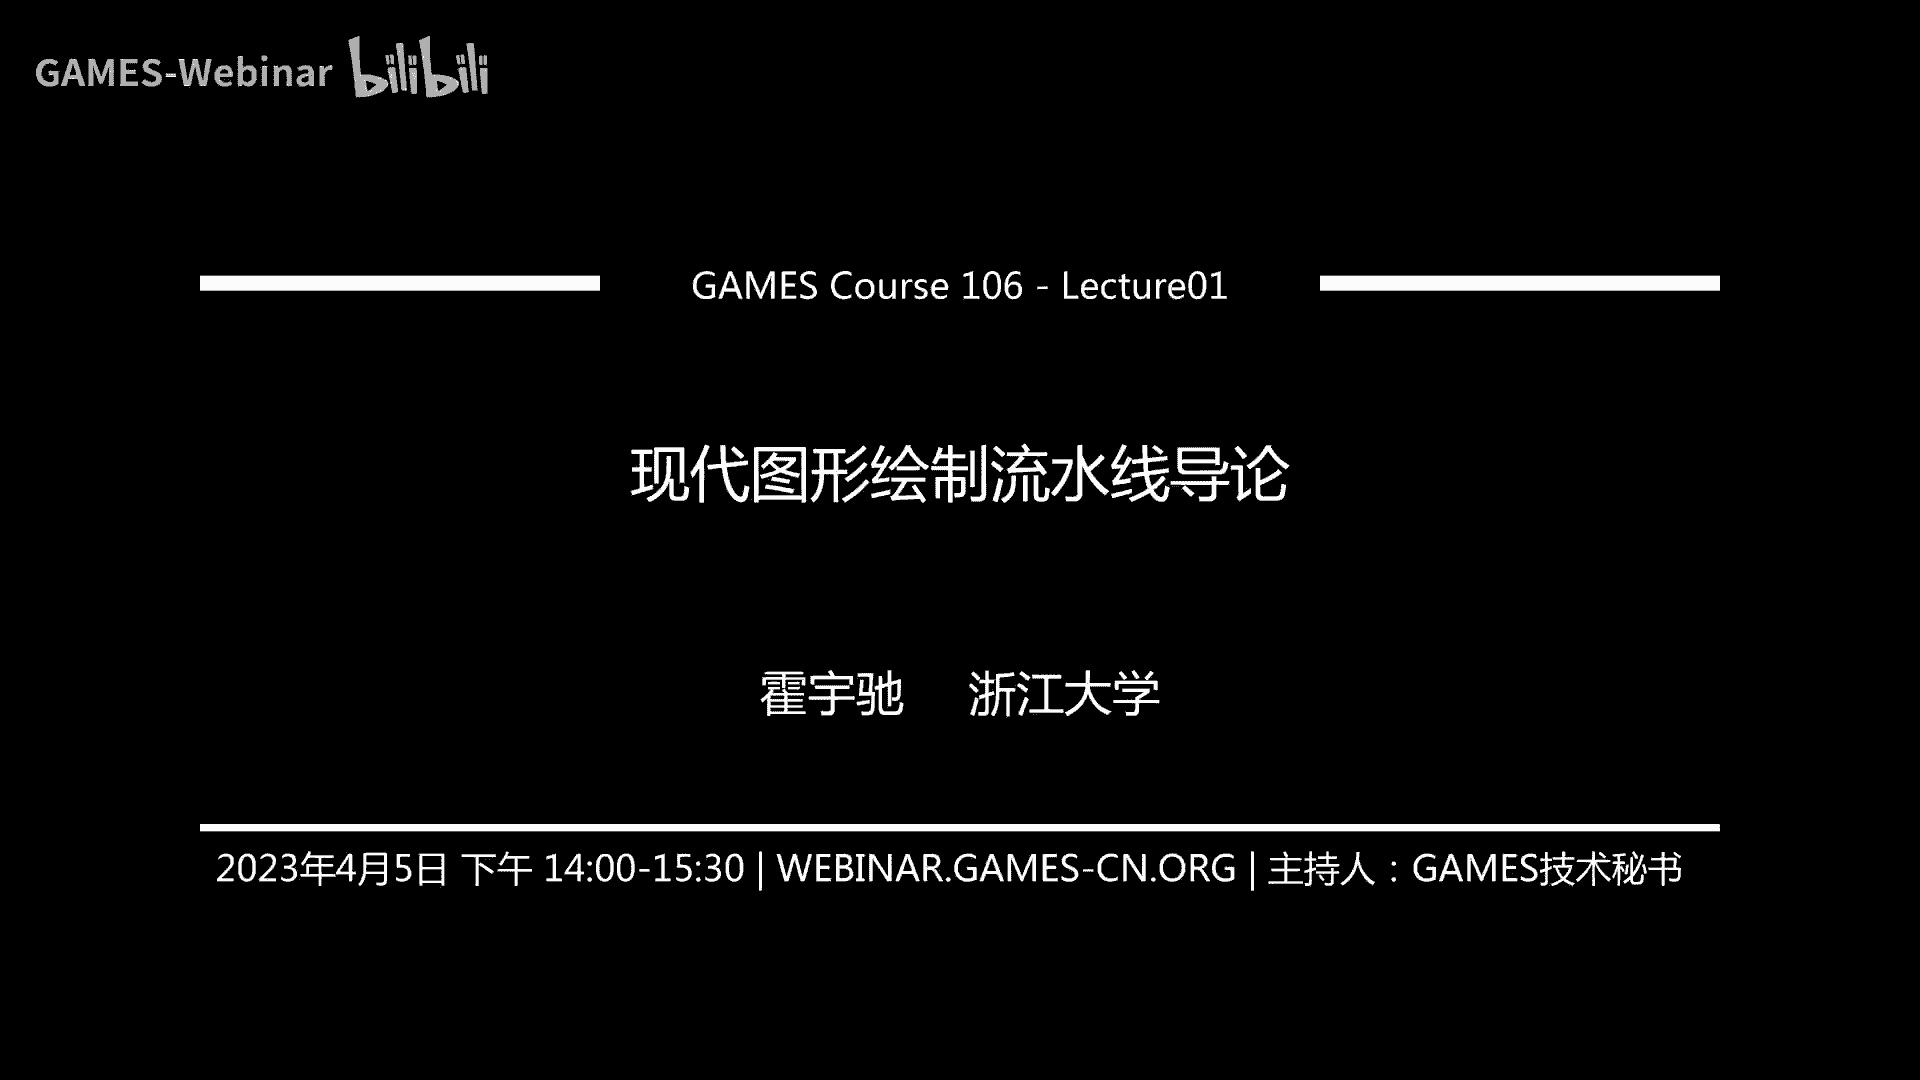 GAMES-Webinar bilibili
GAMES Course 106 - Lecture01
现代图形绘制流水线导论
霍宇驰 浙江大学
2023年4月5日 下午 14:00-15:30 | WEBINAR.GAMES-CN.ORG | 主持人：GAMES技术秘书